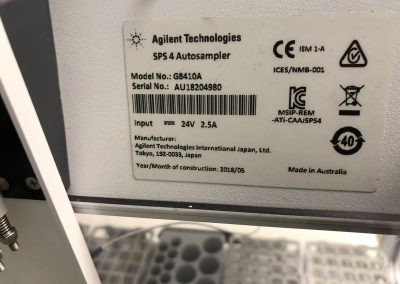 Agilent Technologies
SPS 4 Autosampler
Model No.: G8410A
Serial No.: AU18204980
Input 24V 2.5A
Manufacturer:
Agilent Technologies International Japan, Ltd.
Tokyo, 192-0033, Japan
Year/Month of construction: 2018/05
CE ISM 1-A
ICES/NMB-001
MSIP-REM
-ATi-CAAJSPS4
40
Made in Australia